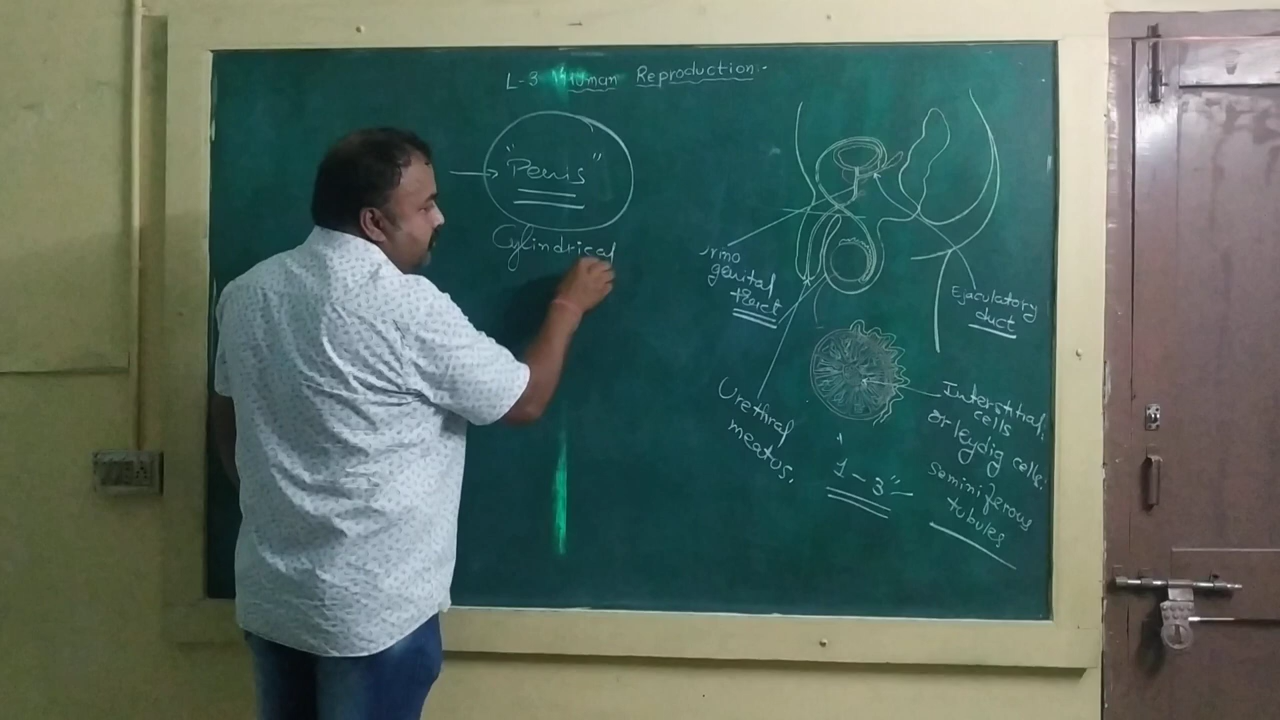 L-3 Human Reproduction:-
"Penis"
Cylindrical
Urino
genital
tract
Ejaculatory
duct
Urethral
meatus.
Interstitial
cells
or leydig cells
seminiferous
tubules
1-3"-